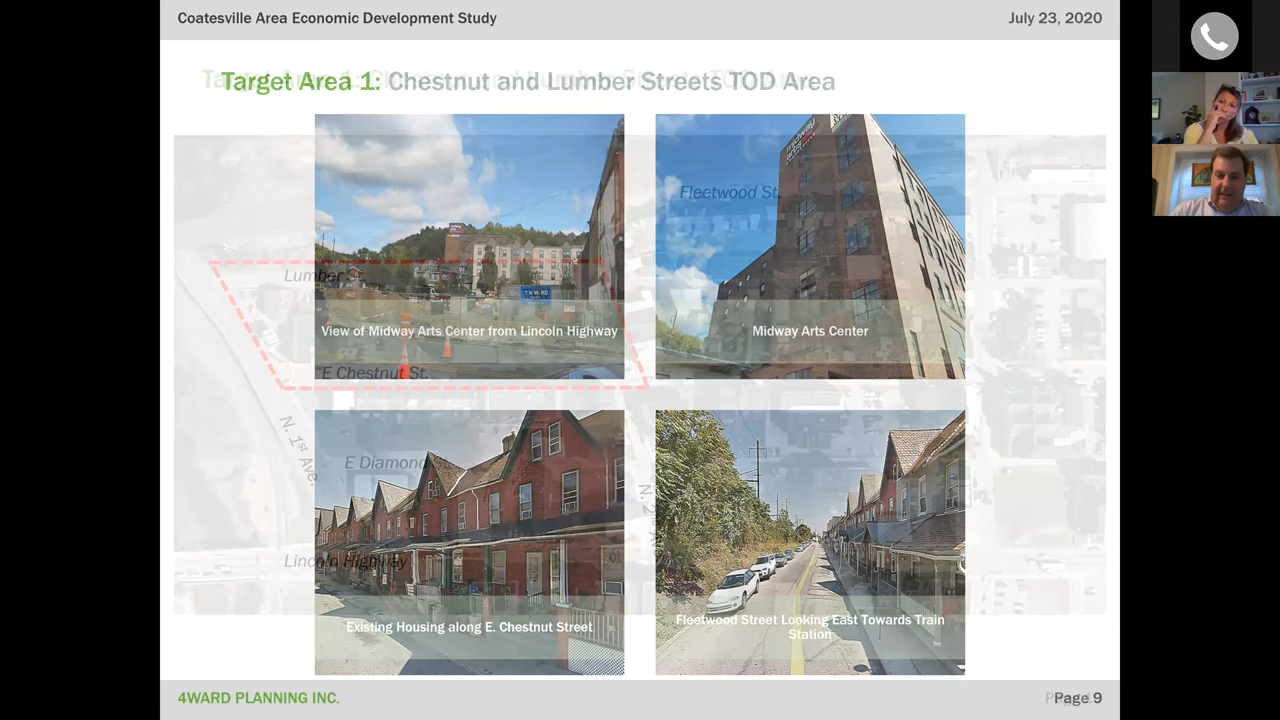 Coatesville Area Economic Development Study
July 23, 2020
Target Area 1: Chestnut and Lumber Streets TOD Area
Fleetwood St.
Lumber St.
View of Midway Arts Center from Lincoln Highway
Midway Arts Center
E Chestnut St.
N. 1st Ave.
E Diamond
Lincoln Highway
Existing Housing along E. Chestnut Street
Fleetwood Street Looking East Towards Train
Station
4WARD PLANNING INC.
Page 9